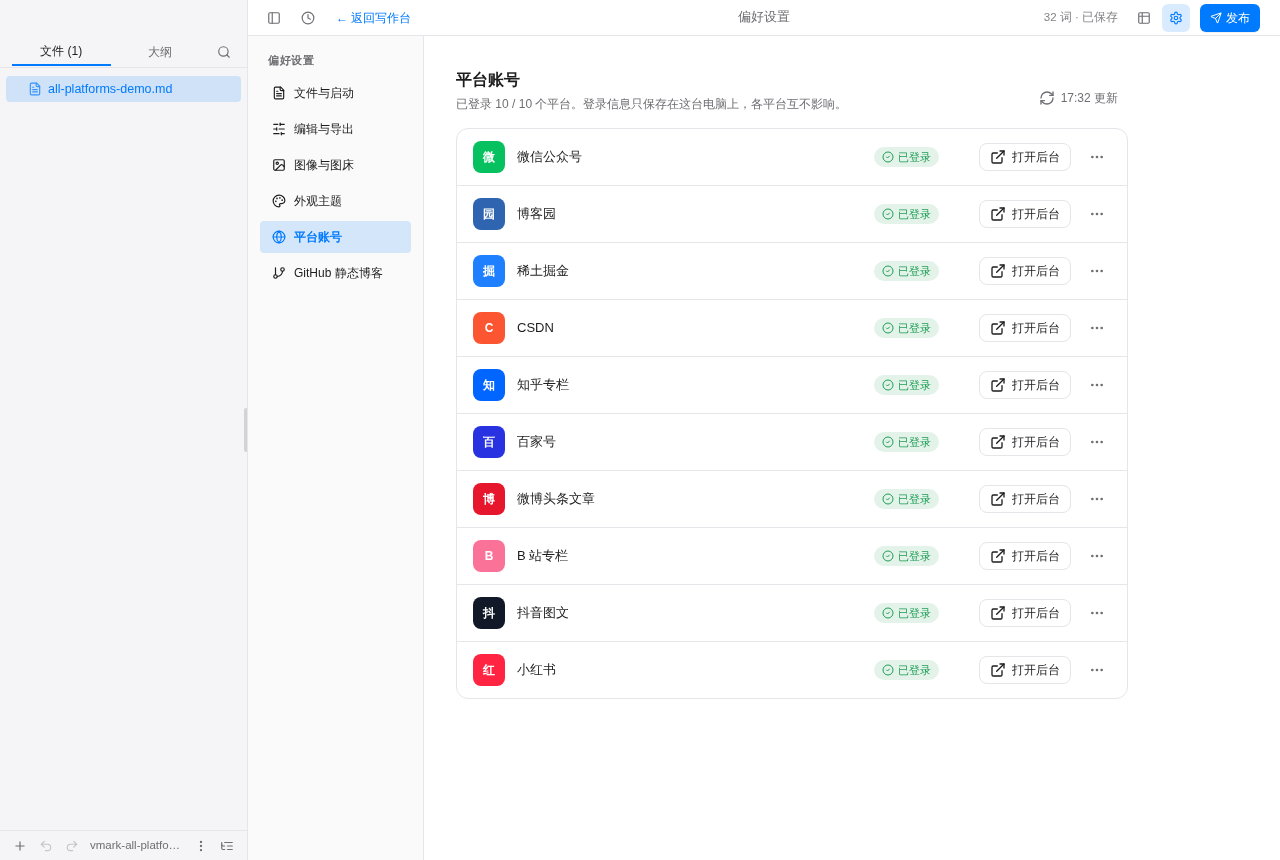 ← 返回写作台
偏好设置
32 词 · 已保存
发布
文件 (1)
大纲
all-platforms-demo.md
vmark-all-platfo…
偏好设置
文件与启动
编辑与导出
图像与图床
外观主题
平台账号
GitHub 静态博客
平台账号
已登录 10 / 10 个平台。登录信息只保存在这台电脑上，各平台互不影响。
17:32 更新
微 微信公众号 已登录 打开后台
园 博客园 已登录 打开后台
掘 稀土掘金 已登录 打开后台
C CSDN 已登录 打开后台
知 知乎专栏 已登录 打开后台
百 百家号 已登录 打开后台
博 微博头条文章 已登录 打开后台
B B 站专栏 已登录 打开后台
抖 抖音图文 已登录 打开后台
红 小红书 已登录 打开后台